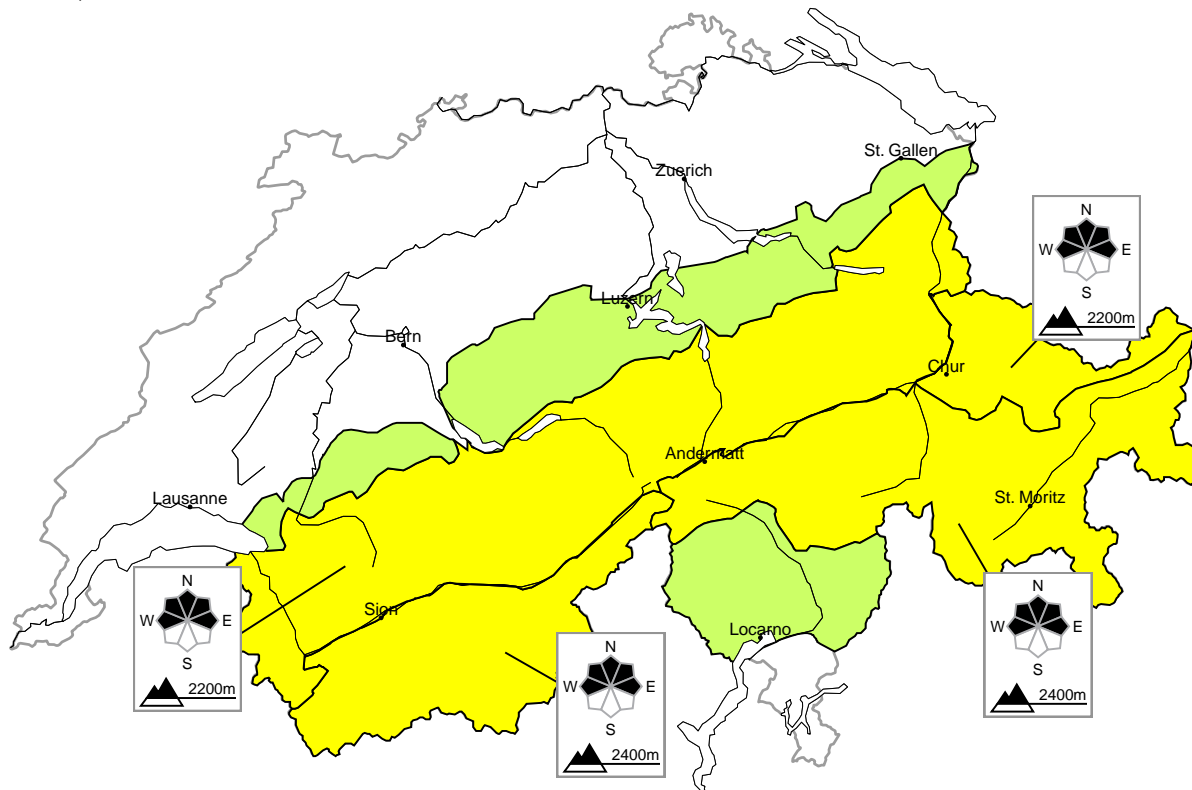 St. Gallen
Zuerich
N
W E
S
2200m
Luzern
Bern
Chur
Andermatt
Lausanne
St. Moritz
N
W E
S
2200m
N
W E
S
2400m
Sion
Locarno
N
W E
S
2400m